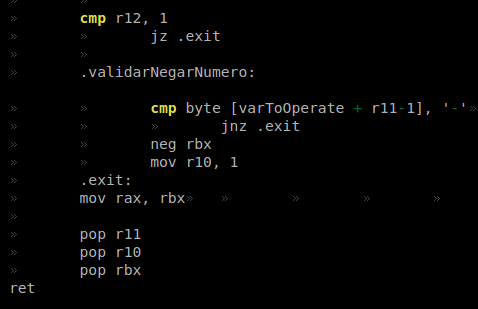 cmp r12, 1
jz .exit
.validarNegarNumero:
cmp byte [varToOperate + r11-1], '-'
jnz .exit
neg rbx
mov r10, 1
.exit:
mov rax, rbx
pop r11
pop r10
pop rbx
ret